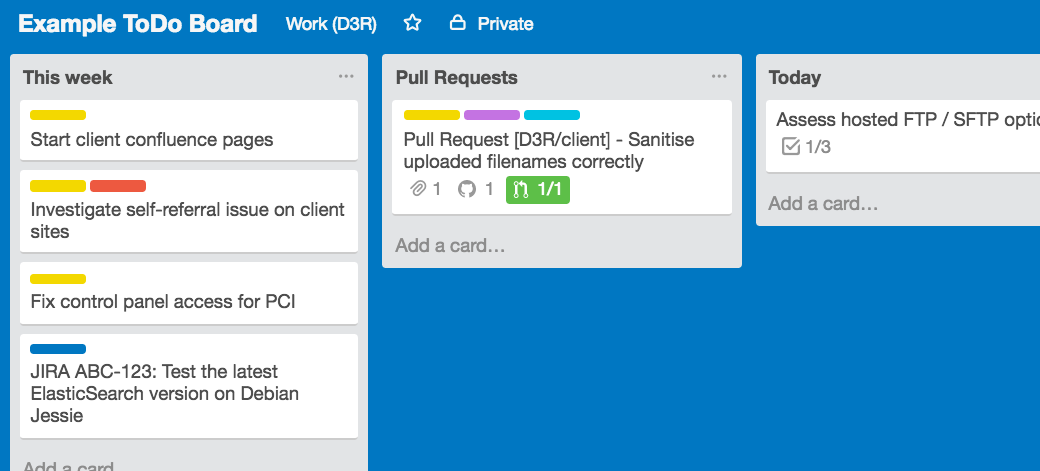 Example ToDo Board Work (D3R) Private
This week
Start client confluence pages
Investigate self-referral issue on client
sites
Fix control panel access for PCI
JIRA ABC-123: Test the latest
ElasticSearch version on Debian
Jessie
Add a card
Pull Requests
Pull Request [D3R/client] - Sanitise
uploaded filenames correctly
1 1 1/1
Add a card…
Today
Assess hosted FTP / SFTP optio
1/3
Add a card…